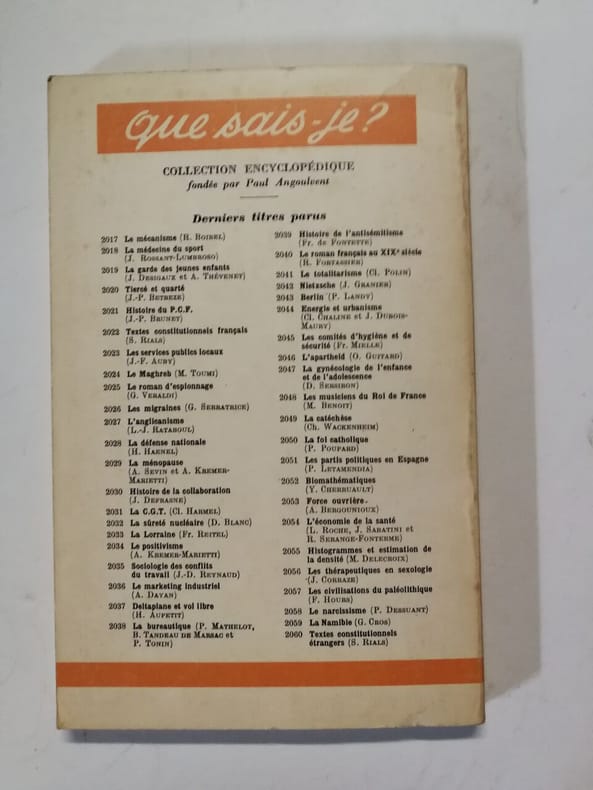 que sais-je?
COLLECTION ENCYCLOPÉDIQUE
fondée par Paul Angoulvent
Derniers titres parus
2017 Le mécanisme (R. BOIREL)
2018 La médecine du sport
(J. ROSSANT-LUMBROSO)
2019 La garde des jeunes enfants
(J. DESIGAUX et A. THÉVENET)
2020 Tiercé et quarté
(J.-P. BETBEZE)
2021 Histoire du P.C.F.
(J.-P. BRUNET)
2022 Textes constitutionnels français
(S. RIALS)
2023 Les services publics locaux
(J.-F. AUBY)
2024 Le Maghreb (M. TOUMI)
2025 Le roman d'espionnage
(G. VERALDI)
2026 Les migraines (G. SERRATRICE)
2027 L'anglicanisme
(L.-J. RATABOUL)
2028 La défense nationale
(H. HAENEL)
2029 La ménopause
(A. SEVIN et A. KREMER-
MARIETTI)
2030 Histoire de la collaboration
(J. DEFRASNE)
2031 La C.G.T. (Cl. HARMEL)
2032 La sûreté nucléaire (D. BLANC)
2033 La Lorraine (Fr. REITEL)
2034 Le positivisme
(A. KREMER-MARIETTI)
2035 Sociologie des conflits
du travail (J.-D. REYNAUD)
2036 Le marketing industriel
(A. DAYAN)
2037 Deltaplane et vol libre
(H. AUPETIT)
2038 La bureautique (P. MATHELOT,
B. TANDEAU DE MARSAC et
P. TONIN)
2039 Histoire de l'antisémitisme
(Fr. de FONTETTE)
2040 Le roman français au XIXe siècle
(R. FORTASSIER)
2041 Le totalitarisme (Cl. POLIN)
2042 Nietzsche (J. GRANIER)
2043 Berlin (P. LANDY)
2044 Energie et urbanisme
(Cl. CHALINE et J. DUBOIS-
MAURY)
2045 Les comités d'hygiène et de
sécurité (Fr. MIELLE)
2046 L'apartheid (O. GUITARD)
2047 La gynécologie de l'enfance
et de l'adolescence
(D. SERSIRON)
2048 Les musiciens du Roi de France
(M. BENOIT)
2049 La catéchèse
(Ch. WACKENHEIM)
2050 La foi catholique
(P. POUPARD)
2051 Les partis politiques en Espagne
(P. LETAMENDIA)
2052 Biomathématiques
(Y. CHERRUAULT)
2053 Force ouvrière
(A. BERGOUNIOUX)
2054 L'économie de la santé
(L. ROCHE, J. SABATINI et
R. SERANGE-FONTERME)
2055 Histogrammes et estimation de
la densité (M. DELECROIX)
2056 Les thérapeutiques en sexologie
(J. CORRAZE)
2057 Les civilisations du paléolithique
(F. HOURS)
2058 Le narcissisme (P. DESSUANT)
2059 La Namibie (G. CROS)
2060 Textes constitutionnels
étrangers (S. RIALS)